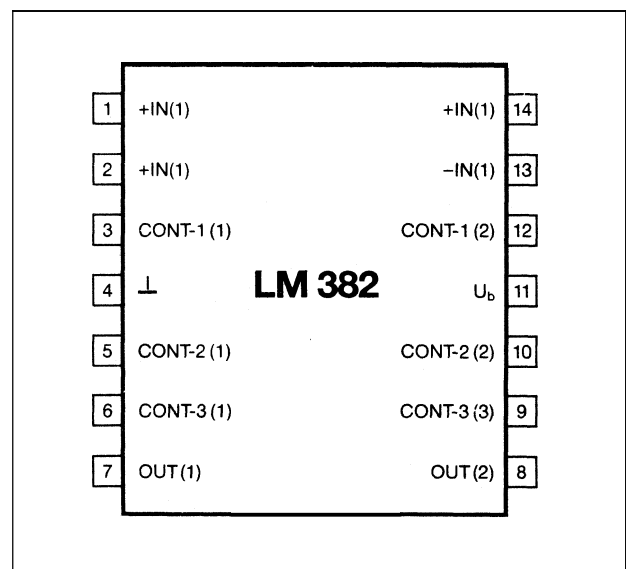 1 +IN(1) +IN(1) 14
2 +IN(1) −IN(1) 13
3 CONT-1(1) CONT-1(2) 12
4 ⊥ LM 382 Ub 11
5 CONT-2(1) CONT-2(2) 10
6 CONT-3(1) CONT-3(3) 9
7 OUT(1) OUT(2) 8